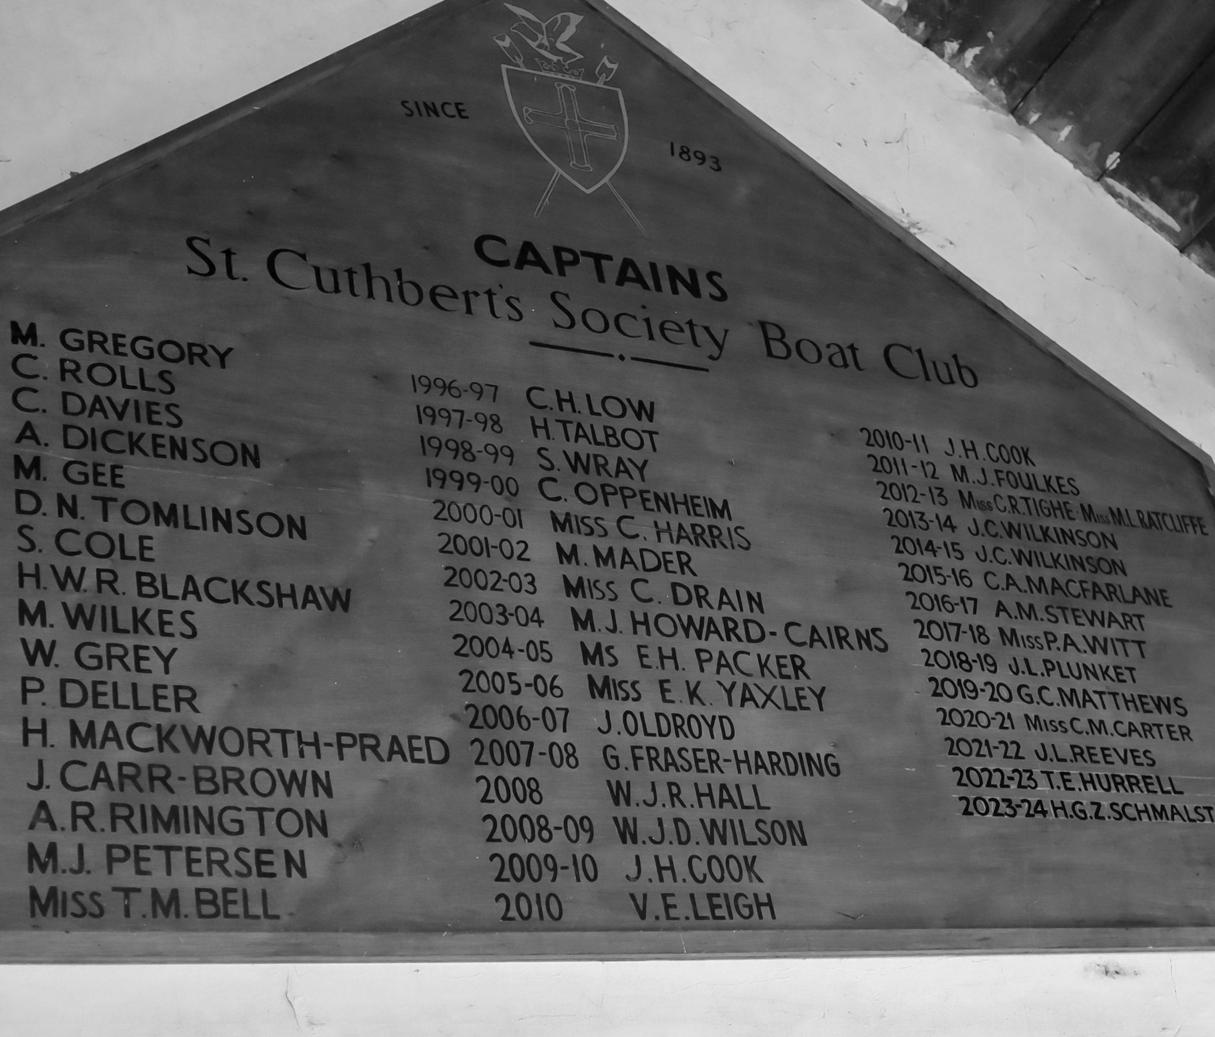 SINCE
1893
CAPTAINS
St. Cuthbert's Society Boat Club
M. GREGORY
C. ROLLS
C. DAVIES
A. DICKENSON
M. GEE
D. N. TOMLINSON
S. COLE
H.W.R. BLACKSHAW
M. WILKES
W. GREY
P. DELLER
H. MACKWORTH-PRAED
J. CARR-BROWN
A.R. RIMINGTON
M.J. PETERSEN
Miss T.M. BELL
1996-97 C.H. LOW
1997-98 H. TALBOT
1998-99 S. WRAY
1999-00 C. OPPENHEIM
2000-01 Miss C. HARRIS
2001-02 M. MADER
2002-03 Miss C. DRAIN
2003-04 M.J. HOWARD-CAIRNS
2004-05 Ms E.H. PACKER
2005-06 Miss E.K. YAXLEY
2006-07 J. OLDROYD
2007-08 G. FRASER-HARDING
2008 W.J.R. HALL
2008-09 W.J.D. WILSON
2009-10 J.H. COOK
2010 V.E. LEIGH
2010-11 J.H. COOK
2011-12 M.J. FOULKES
2012-13 Miss C.R. TIGHE · Miss M.L. RATCLIFFE
2013-14 J.C. WILKINSON
2014-15 J.C. WILKINSON
2015-16 C.A. MACFARLANE
2016-17 A.M. STEWART
2017-18 Miss P.A. WITT
2018-19 J.L. PLUNKET
2019-20 G.C. MATTHEWS
2020-21 Miss C.M. CARTER
2021-22 J.L. REEVES
2022-23 T.E. HURRELL
2023-24 H.G.Z. SCHMALST